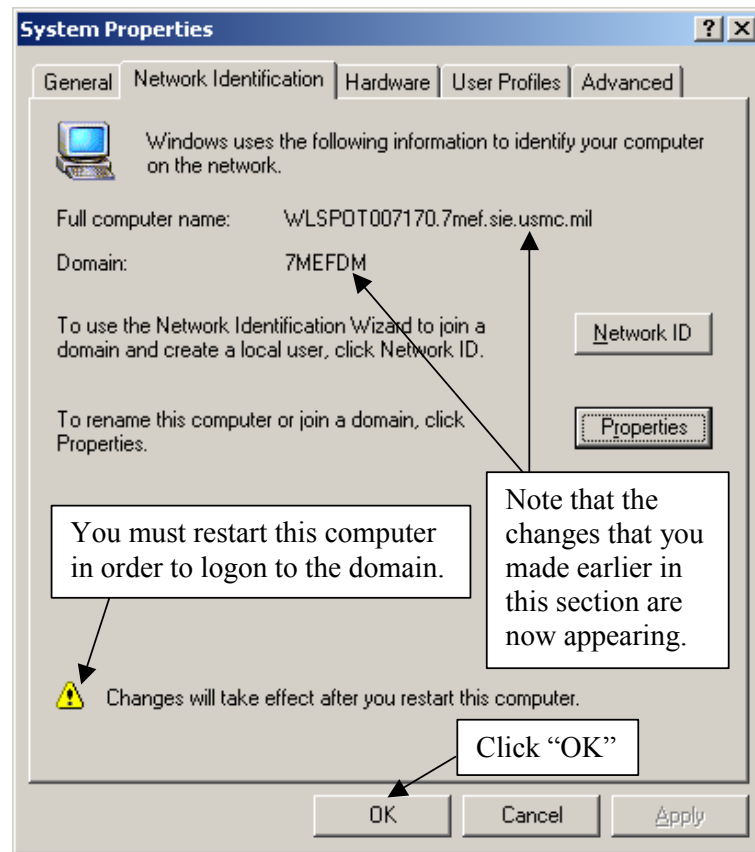 System Properties
? X
General Network Identification Hardware User Profiles Advanced
Windows uses the following information to identify your computer
on the network.
Full computer name: WLSPOT007170.7mef.sie.usmc.mil
Domain: 7MEFDM
To use the Network Identification Wizard to join a
domain and create a local user, click Network ID.
Network ID
To rename this computer or join a domain, click
Properties.
Properties
Note that the
changes that you
made earlier in
this section are
now appearing.
You must restart this computer
in order to logon to the domain.
Changes will take effect after you restart this computer.
Click “OK”
OK Cancel Apply